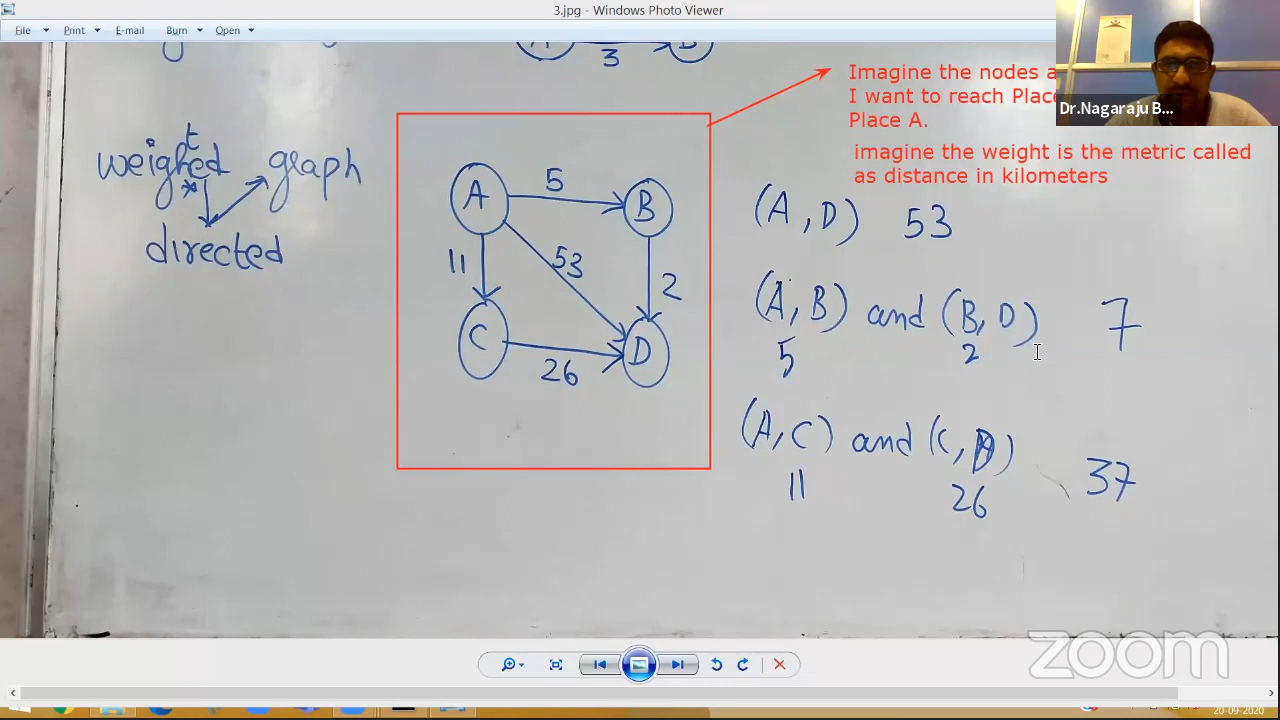 3.jpg - Windows Photo Viewer
File Print E-mail Burn Open
3
Imagine the nodes a
I want to reach Place
Place A.
Dr.Nagaraju B...
imagine the weight is the metric called
as distance in kilometers
weighted graph
directed
A 5 B
11 53 2
C 26 D
(A,D) 53
(A,B) and (B,D) 7
5 2
(A,C) and (C,D) 37
11 26
zoom
20-09-2020